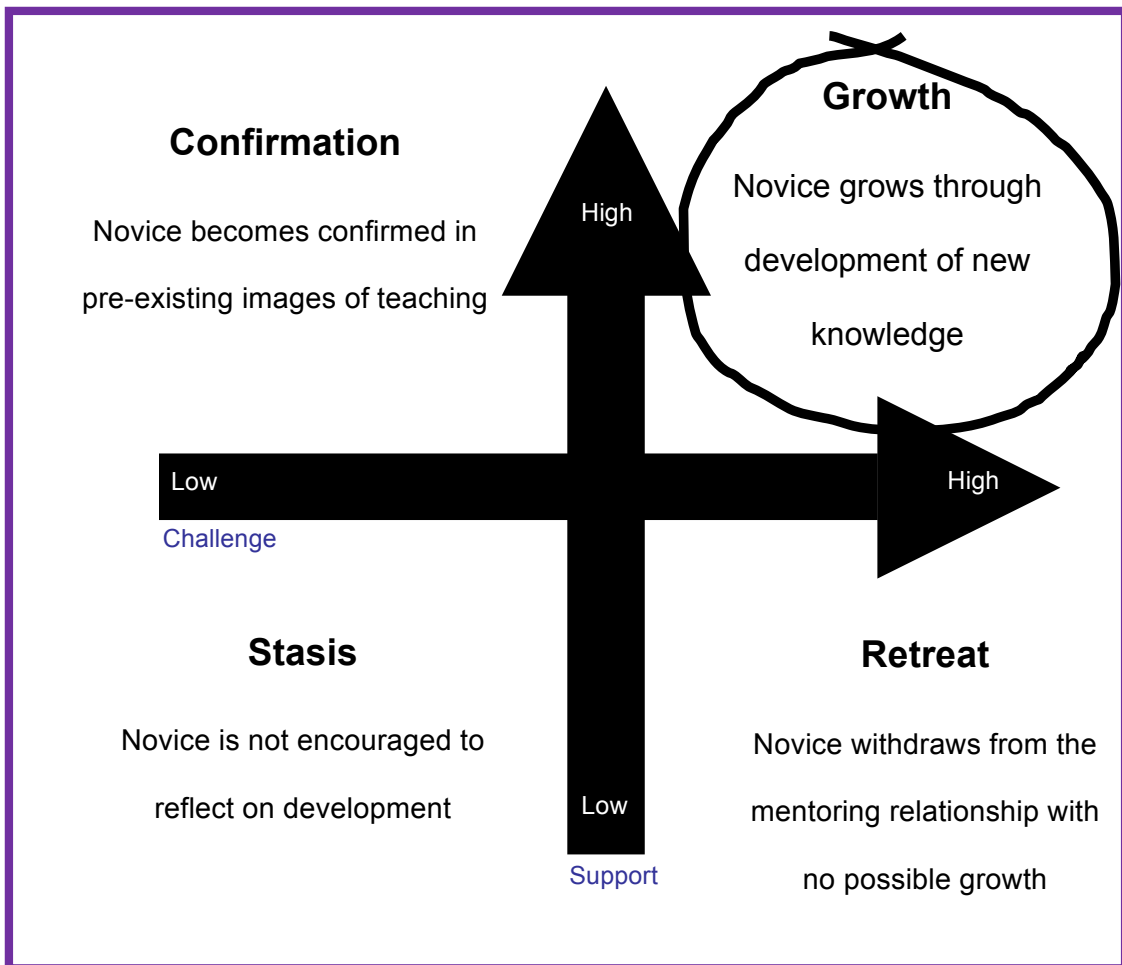 Confirmation
Novice becomes confirmed in
pre-existing images of teaching
High
Growth
Novice grows through
development of new
knowledge
Low
High
Challenge
Stasis
Novice is not encouraged to
reflect on development
Low
Support
Retreat
Novice withdraws from the
mentoring relationship with
no possible growth